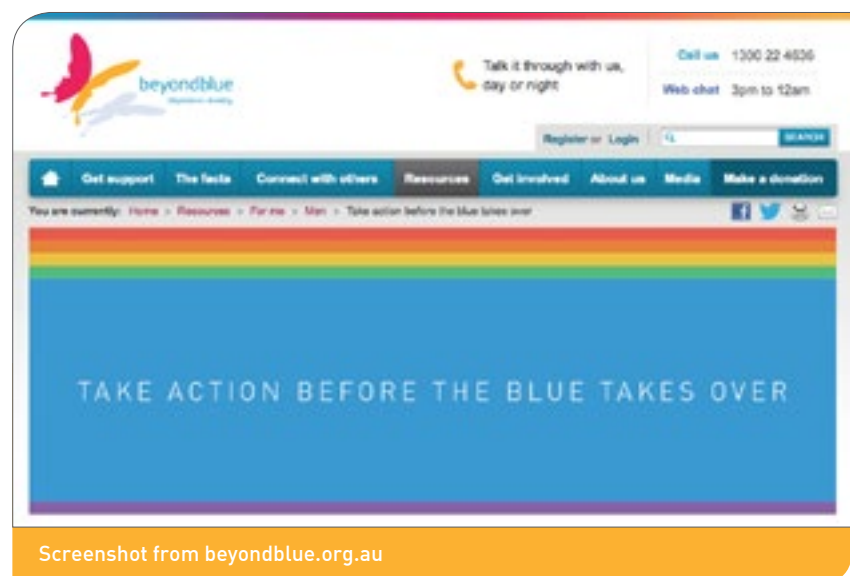 beyondblue
Talk it through with us,
day or night
Call us 1300 22 4636
Web chat 3pm to 12am
Register or Login
SEARCH
Get support The facts Connect with others Resources Get involved About us Media Make a donation
You are currently: Home > Resources > For me > Men > Take action before the blue takes over
TAKE ACTION BEFORE THE BLUE TAKES OVER
Screenshot from beyondblue.org.au